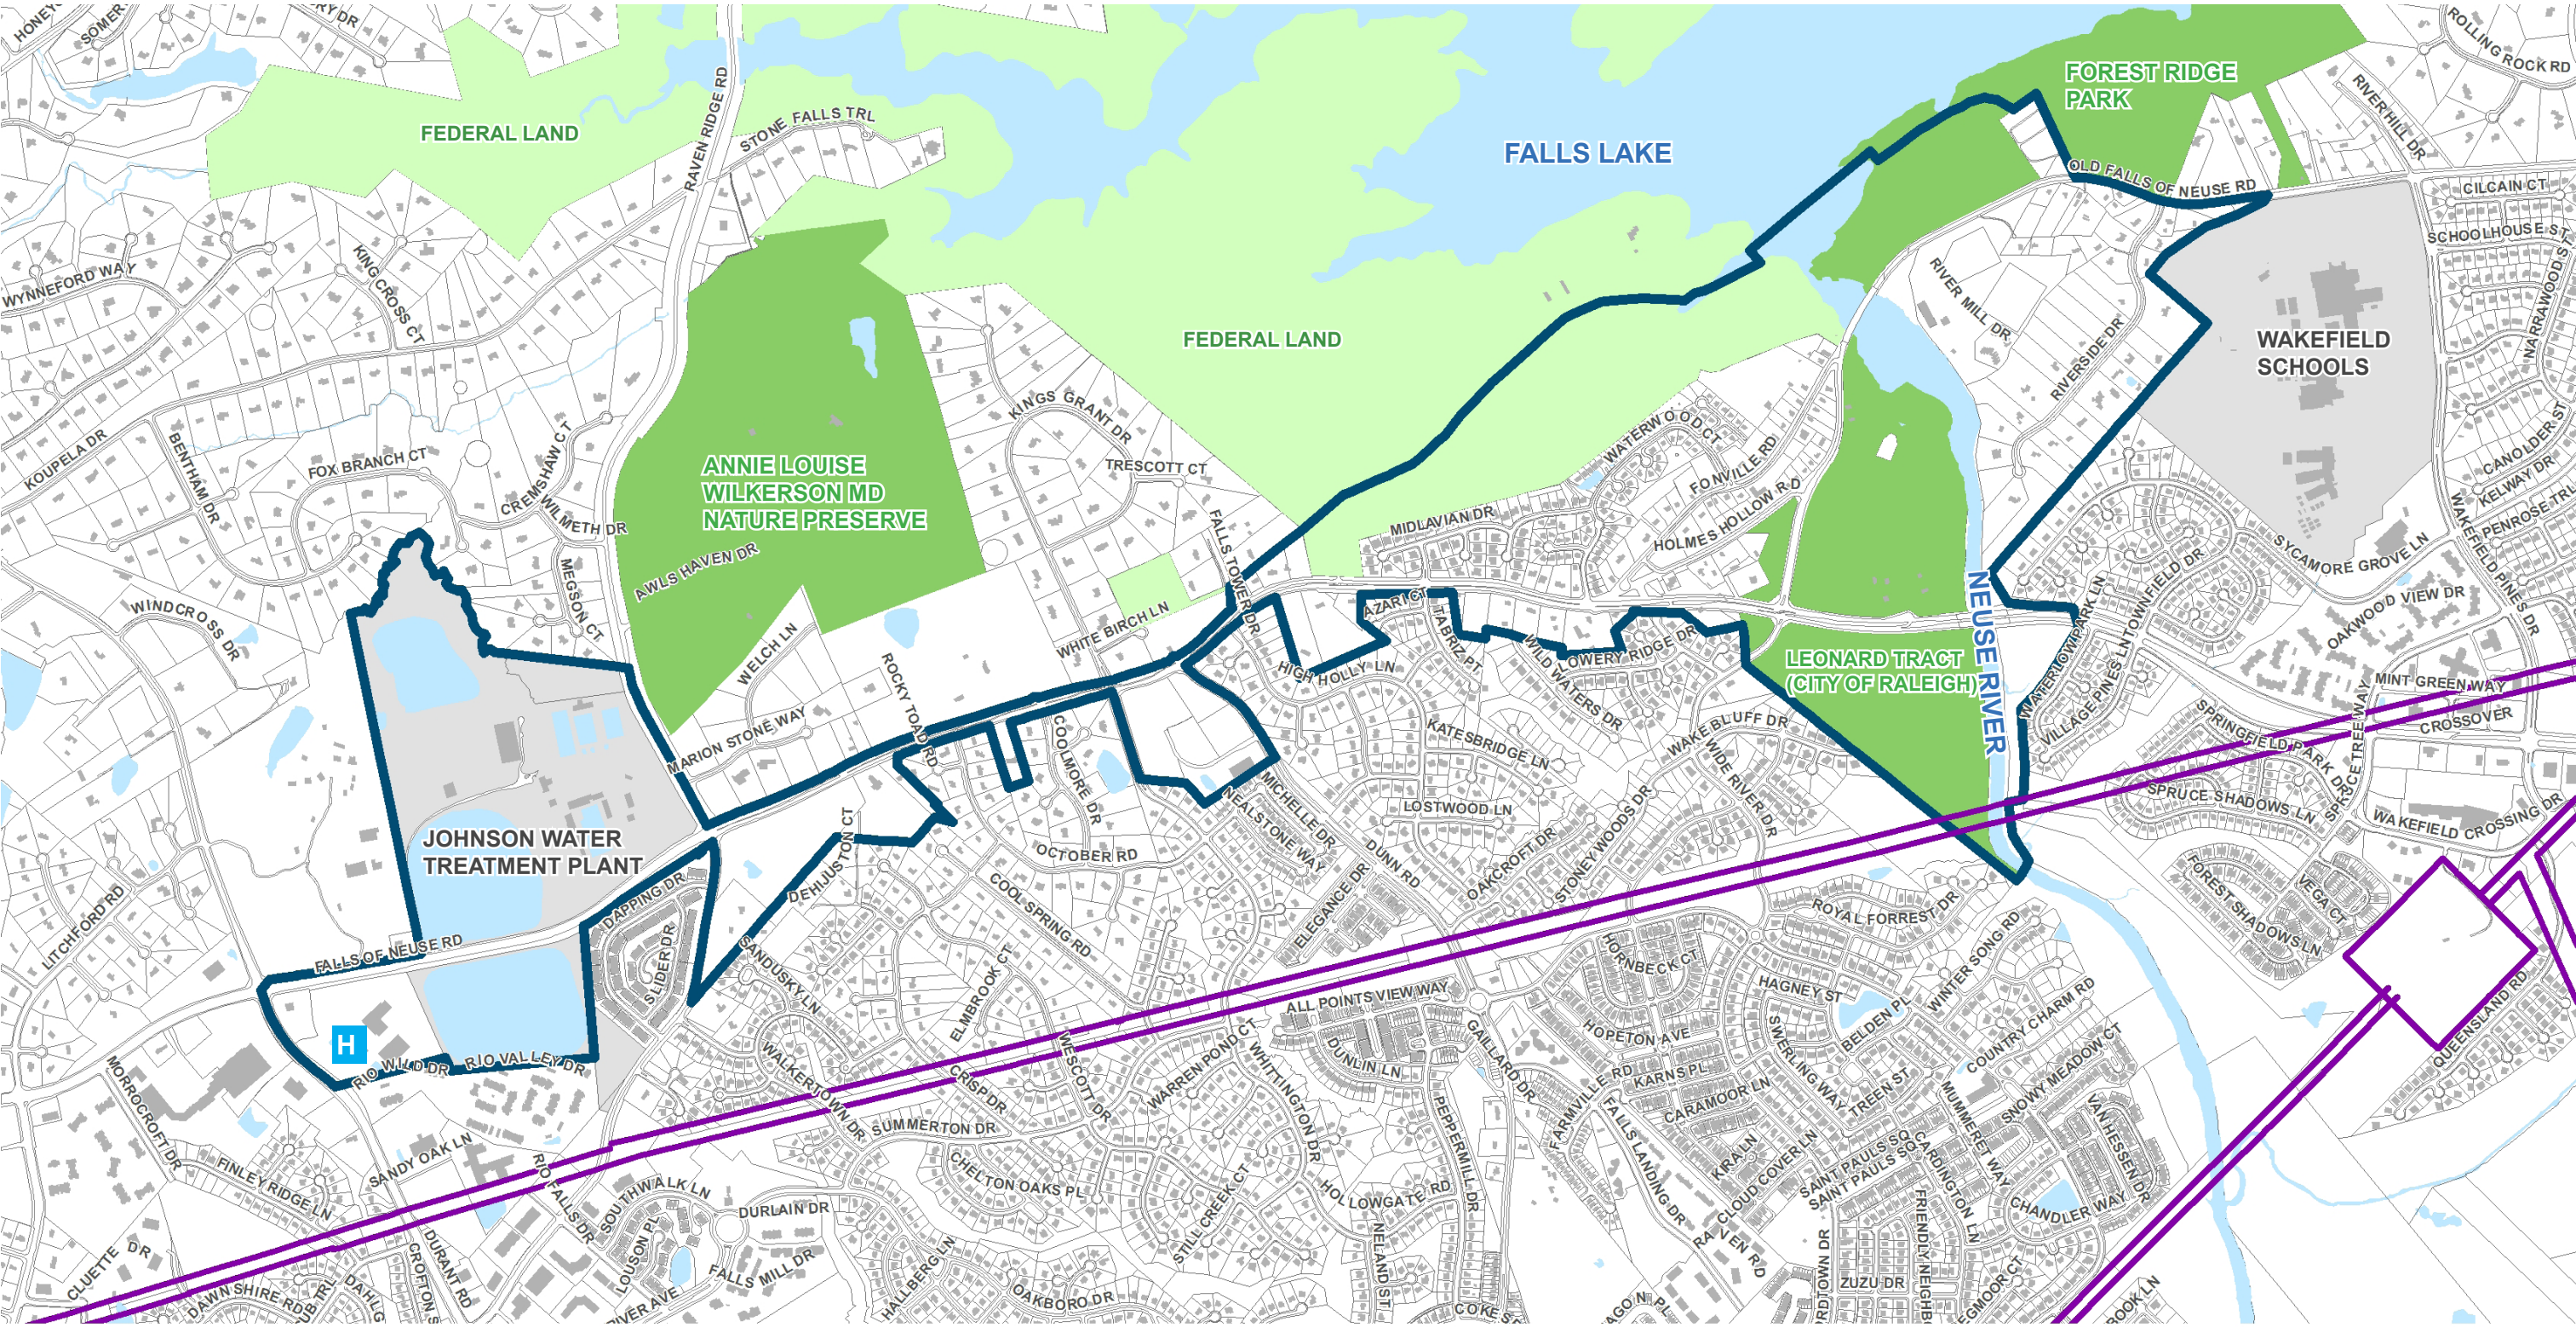 ROLLING ROCK RD
FOREST RIDGE
PARK
RIVERHILL DR
STONE FALLS TRL
FEDERAL LAND
RAVEN RIDGE RD
FALLS LAKE
OLD FALLS OF NEUSE RD
CILCAIN CT
SCHOOLHOUSE ST
WYNNEFORD WAY
KINGCROSS CT
RIVER MILL DR
FEDERAL LAND
WAKEFIELD
SCHOOLS
RIVERSIDE DR
KINGS GRANT DR
WATERWOOD CT
CANOLDER ST
KOUPELA DR
BENTHAM DR
FOX BRANCH CT
CREMSHAW CT
ANNIE LOUISE
WILKERSON MD
NATURE PRESERVE
TRESCOTT CT
FONVILLE RD
KELWAY DR
WILMETH DR
FALLS TOWER DR
MIDLAVIAN DR
HOLMES HOLLOW RD
PENROSE TRL
SYCAMORE GROVE LN
WAKEFIELD PINES DR
AWLS HAVEN DR
MEGSON CT
WINDCROSS DR
WHITE BIRCH LN
AZARI CT
TABRIZ PT
NEUSE RIVER
WATERLOW PARK LN
TOWNFIELD DR
OAKWOOD VIEW DR
WELCH LN
ROCKY TOAD RD
HIGH HOLLY LN
WILD WATERS DR
LOWERY RIDGE DR
LEONARD TRACT
(CITY OF RALEIGH)
VILLAGE PINES LN
MINT GREEN WAY
CROSSOVER
MARION STONE WAY
COOLMORE DR
KATESBRIDGE LN
WAKE BLUFF DR
WIDE RIVER DR
SPRINGFIELD PARK DR
SPRUCE TREE WAY
JOHNSON WATER
TREATMENT PLANT
DEHIJUSTON CT
OCTOBER RD
NEALSTONE WAY
MICHELLE DR
LOSTWOOD LN
SPRUCE SHADOWS LN
WAKEFIELD CROSSING DR
LITCHFORD RD
DAPPING DR
COOL SPRING RD
ELEGANCE DR
DUNN RD
OAKCROFT DR
STONEY WOODS DR
ROYAL FORREST DR
FOREST SHADOWS LN
VEGA CT
FALLS OF NEUSE RD
SLIDER DR
SANDUSKY LN
ELMBROOK CT
HORNBECK CT
WINTER SONG RD
ALL POINTS VIEW WAY
HAGNEY ST
QUEENSLAND RD
H
RIO WILD DR
RIO VALLEY DR
MORROCROFT DR
WALKERTOWN DR
CRISP DR
WESCOTT DR
WARREN POND CT
WHITTINGTON DR
DUNLIN LN
GAILLARD DR
HOPETON AVE
KARNS PL
SWERLING WAY
BELDEN PL
COUNTRY CHARM RD
SNOWY MEADOW CT
FARMVILLE RD
CARAMOOR LN
TREEN ST
MUMMERET WAY
VAN HESSEN DR
SANDY OAK LN
FINLEY RIDGE LN
RIO FALLS DR
SUMMERTON DR
CHELTON OAKS PL
PEPPERMILL DR
FALLS LANDING DR
KIRA LN
CLOUD COVER LN
SAINT PAULS SQ
SAINT PAULS SQ
CARDINGTON LN
CHANDLER WAY
SOUTHWALK LN
LOUSON PL
DURLAIN DR
STILL CREEK CT
HOLLOWGATE RD
NELAND ST
RAVEN RD
CLUETTE DR
DURANT RD
FALLS MILL DR
HALLBERG LN
OAKBORO DR
ZUZU DR